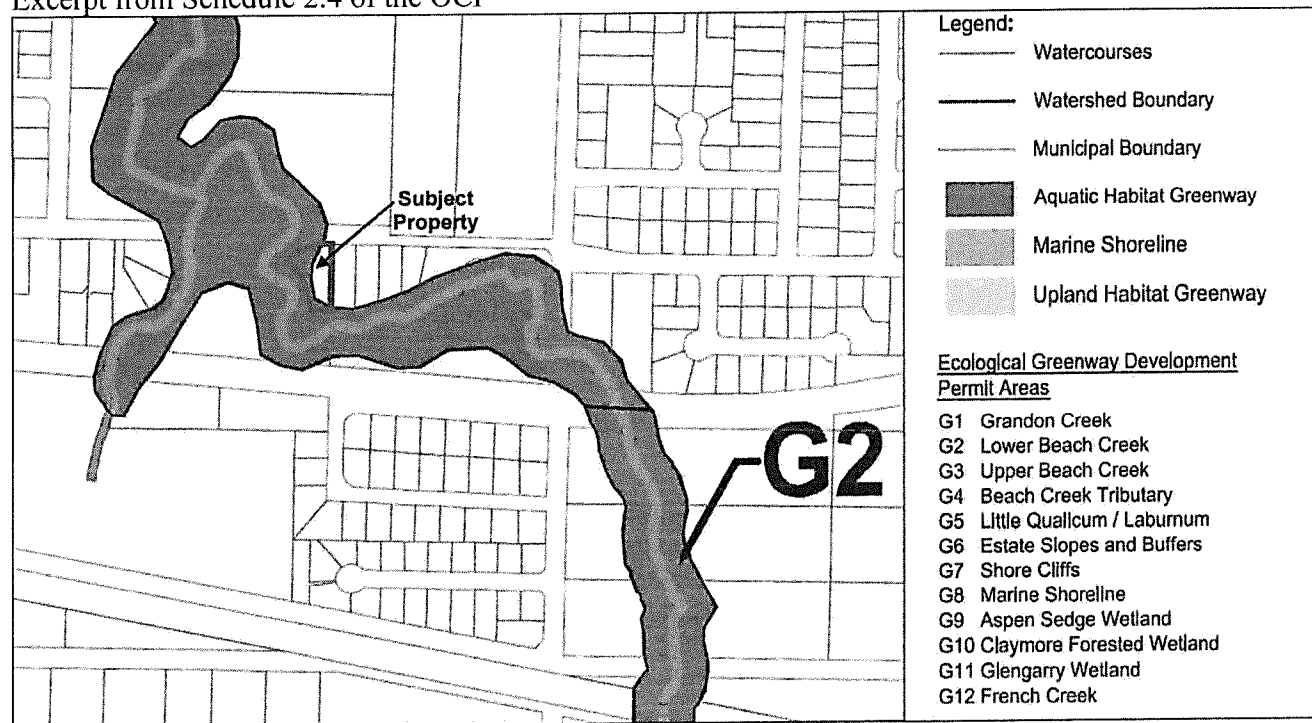 Excerpt from Schedule 2.4 of the OCP
Subject
Property
G2
Legend:
Watercourses
Watershed Boundary
Municipal Boundary
Aquatic Habitat Greenway
Marine Shoreline
Upland Habitat Greenway
Ecological Greenway Development
Permit Areas
G1 Grandon Creek
G2 Lower Beach Creek
G3 Upper Beach Creek
G4 Beach Creek Tributary
G5 Little Qualicum / Laburnum
G6 Estate Slopes and Buffers
G7 Shore Cliffs
G8 Marine Shoreline
G9 Aspen Sedge Wetland
G10 Claymore Forested Wetland
G11 Glengarry Wetland
G12 French Creek